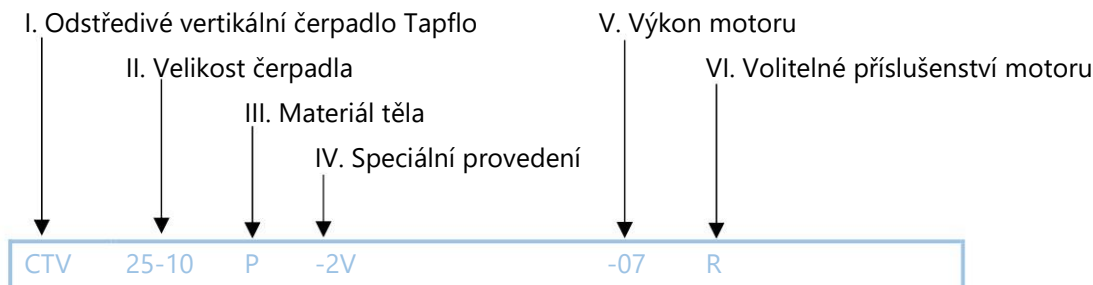 I. Odstředivé vertikální čerpadlo Tapflo V. Výkon motoru
II. Velikost čerpadla VI. Volitelné příslušenství motoru
III. Materiál těla
IV. Speciální provedení
CTV 25-10 P -2V -07 R